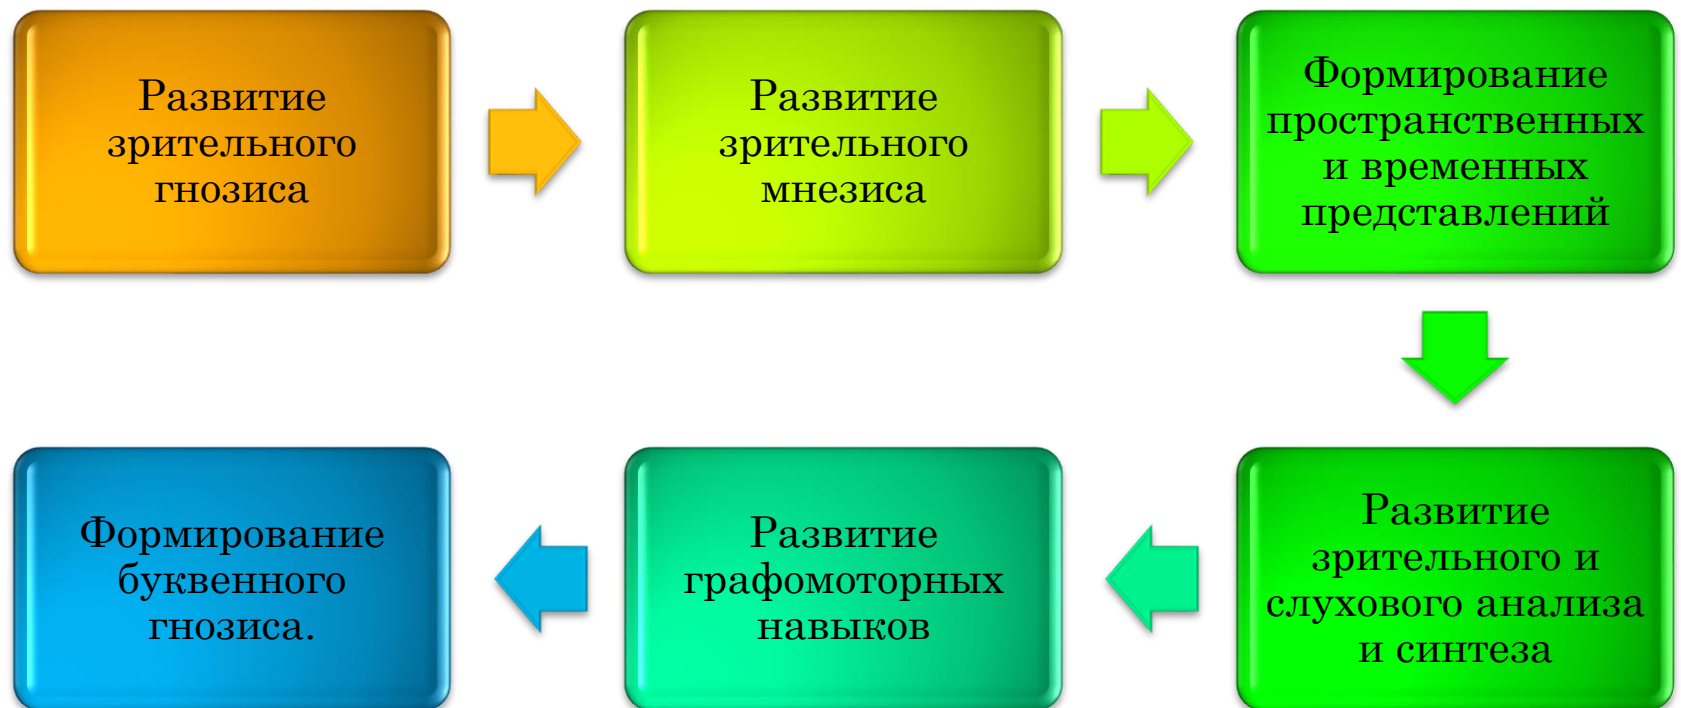 Развитие
зрительного
гнозиса
Развитие
зрительного
мнезиса
Формирование
пространственных
и временных
представлений
Развитие
зрительного и
слухового анализа
и синтеза
Развитие
графомоторных
навыков
Формирование
буквенного
гнозиса.